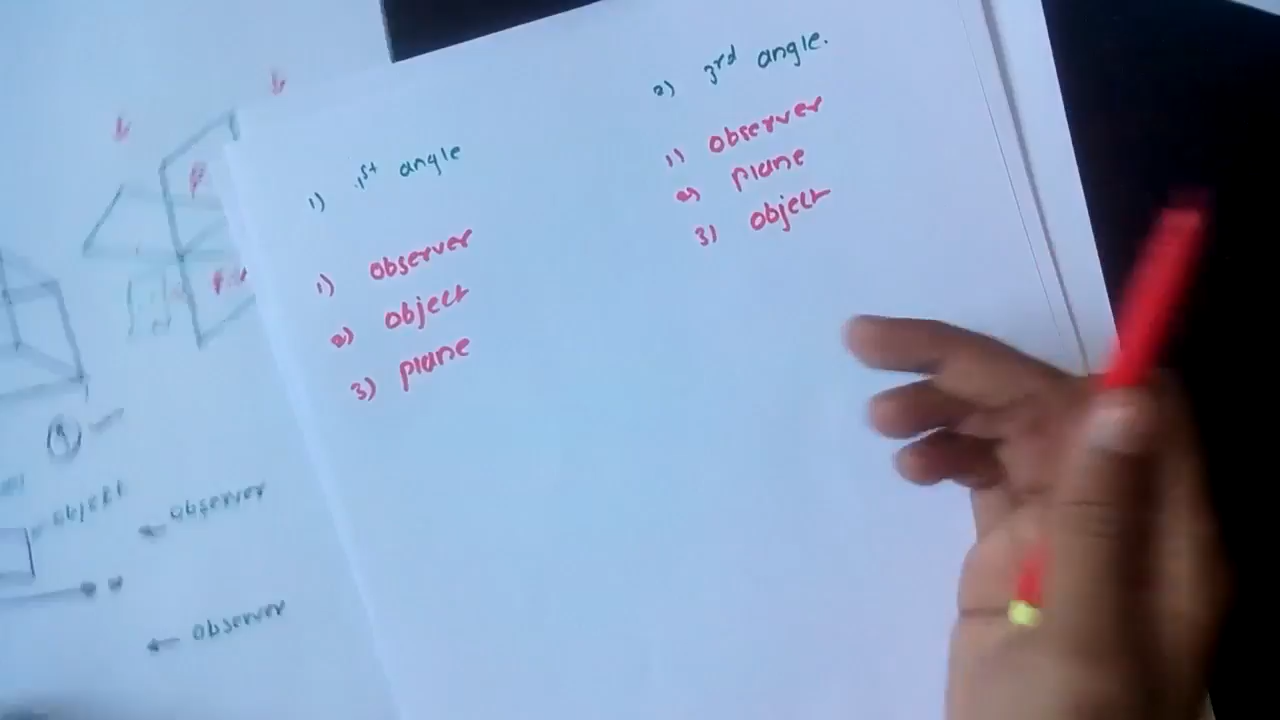 1) 1st angle
1) observer
2) object
3) plane
2) 3rd angle.
1) observer
2) plane
3) object
object
observer
observer